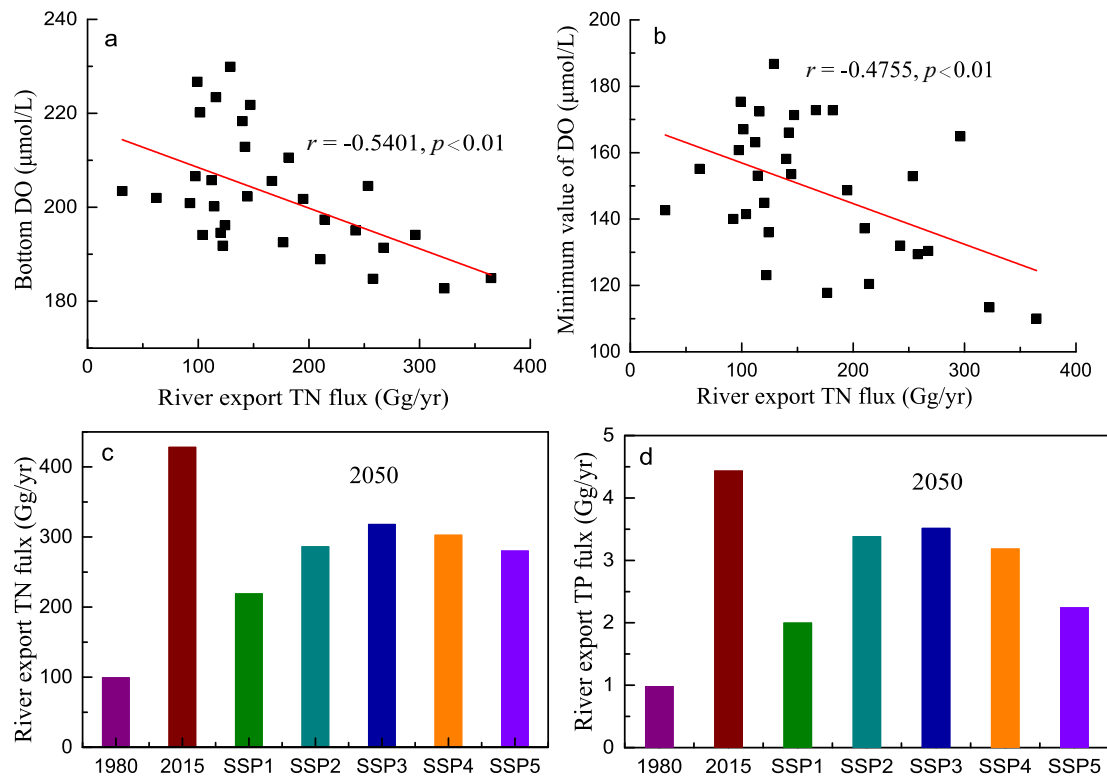 a
r = -0.5401, p<0.01
Bottom DO (μmol/L)
240
220
200
180
0
100
200
300
400
River export TN flux (Gg/yr)
b
r = -0.4755, p<0.01
Minimum value of DO (μmol/L)
180
160
140
120
100
0
100
200
300
400
River export TN flux (Gg/yr)
c
2050
River export TN fulx (Gg/yr)
400
300
200
100
0
1980
2015
SSP1
SSP2
SSP3
SSP4
SSP5
d
2050
River export TP fulx (Gg/yr)
5
4
3
2
1
0
1980
2015
SSP1
SSP2
SSP3
SSP4
SSP5